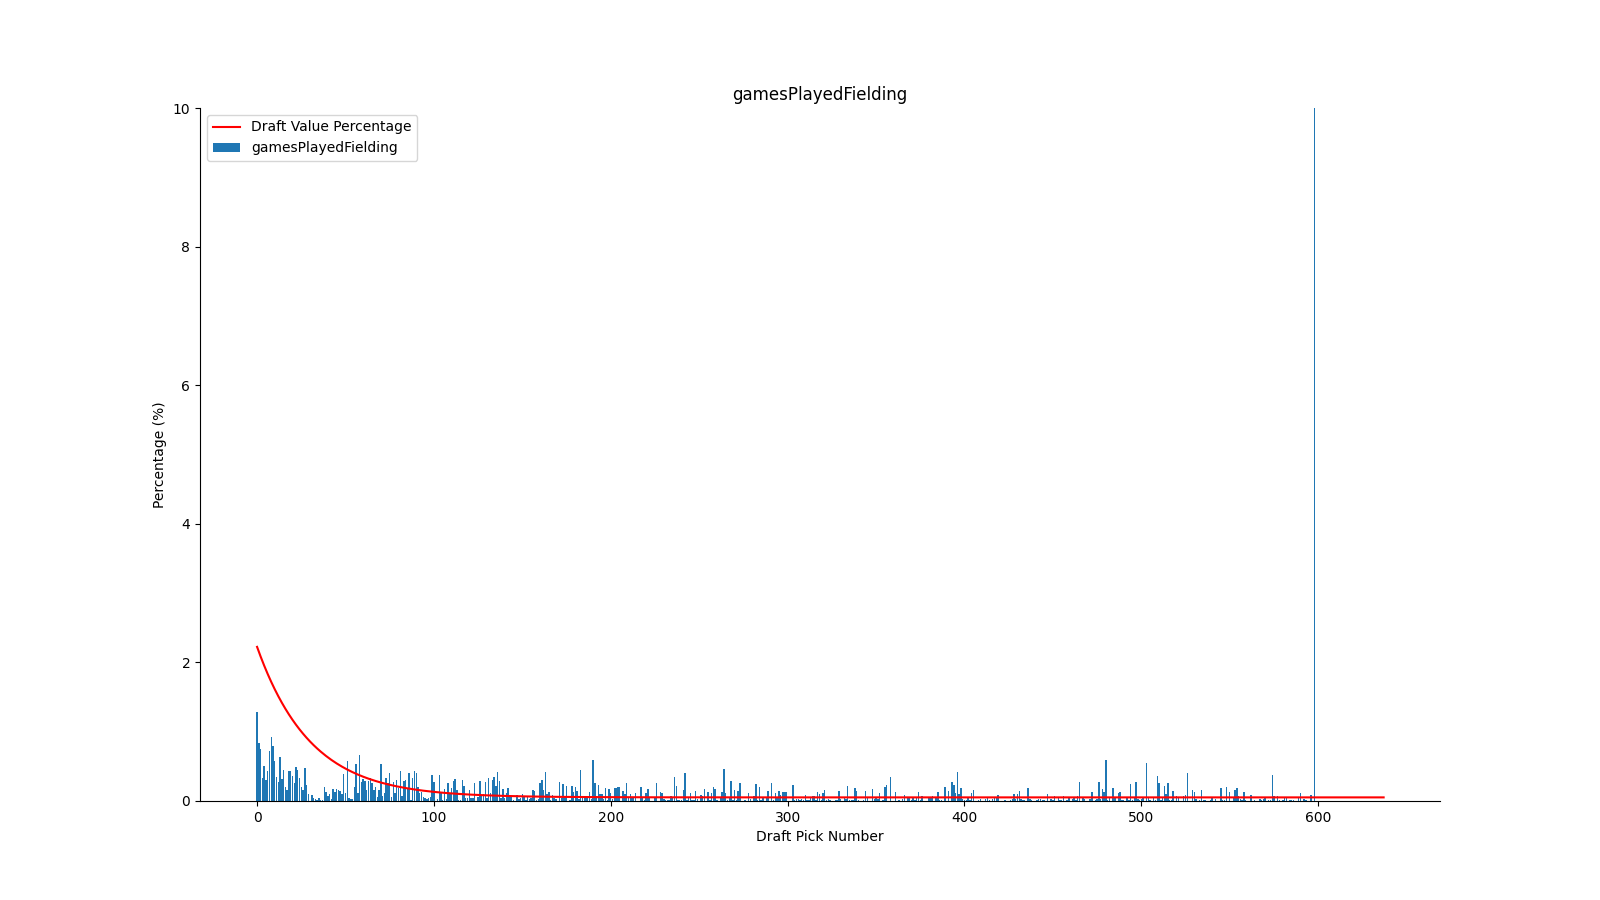 gamesPlayedFielding
Draft Value Percentage
gamesPlayedFielding
Percentage (%)
10
8
6
4
2
0
0 100 200 300 400 500 600
Draft Pick Number